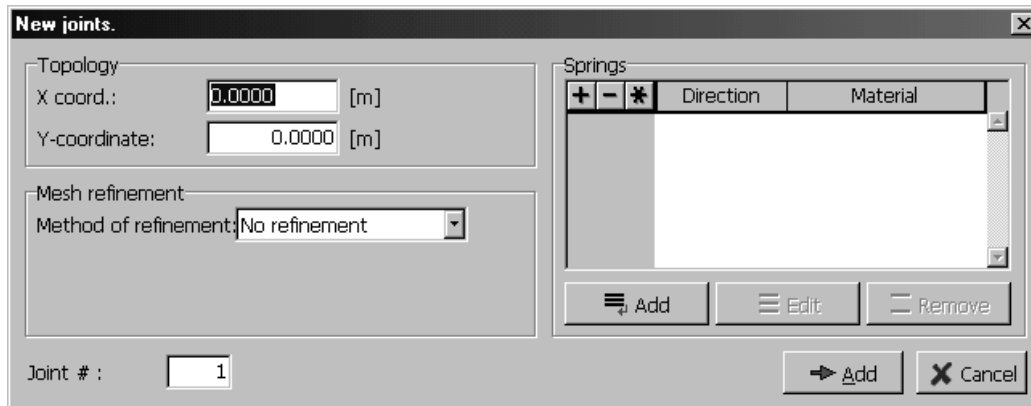 New joints.
Topology
X coord.: 0.0000 [m]
Y-coordinate: 0.0000 [m]
Mesh refinement
Method of refinement: No refinement
Joint # : 1
Springs
+ - * Direction Material
Add Edit Remove
Add Cancel